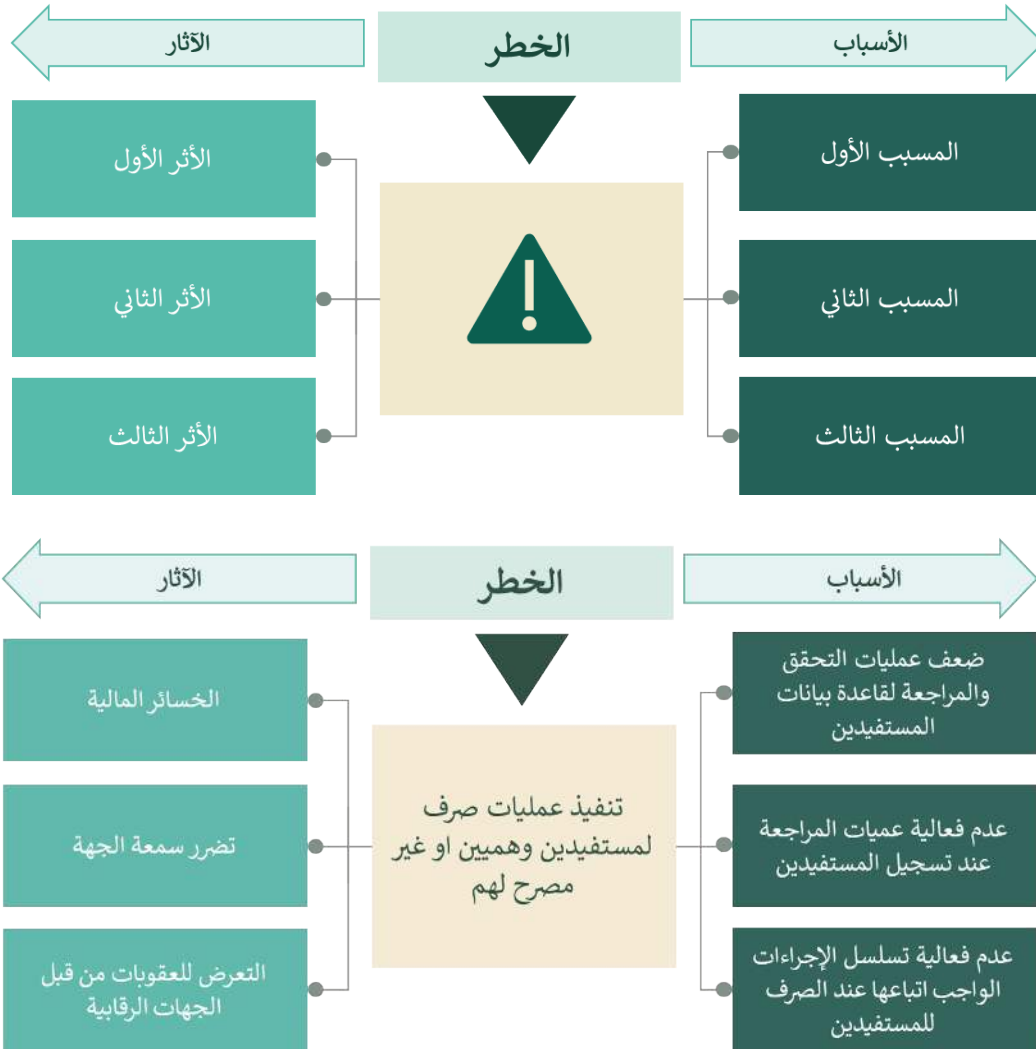 الأسباب
الخطر
الآثار
المسبب الأول
الأثر الأول
المسبب الثاني
الأثر الثاني
المسبب الثالث
الأثر الثالث
الأسباب
الخطر
الآثار
ضعف عمليات التحقق
والمراجعة لقاعدة بيانات
المستفيدين
عدم فعالية عميات المراجعة
عند تسجيل المستفيدين
عدم فعالية تسلسل الإجراءات
الواجب اتباعها عند الصرف
للمستفيدين
تنفيذ عمليات صرف
لمستفيدين وهميين او غير
مصرح لهم
الخسائر المالية
تضرر سمعة الجهة
التعرض للعقوبات من قبل
الجهات الرقابية